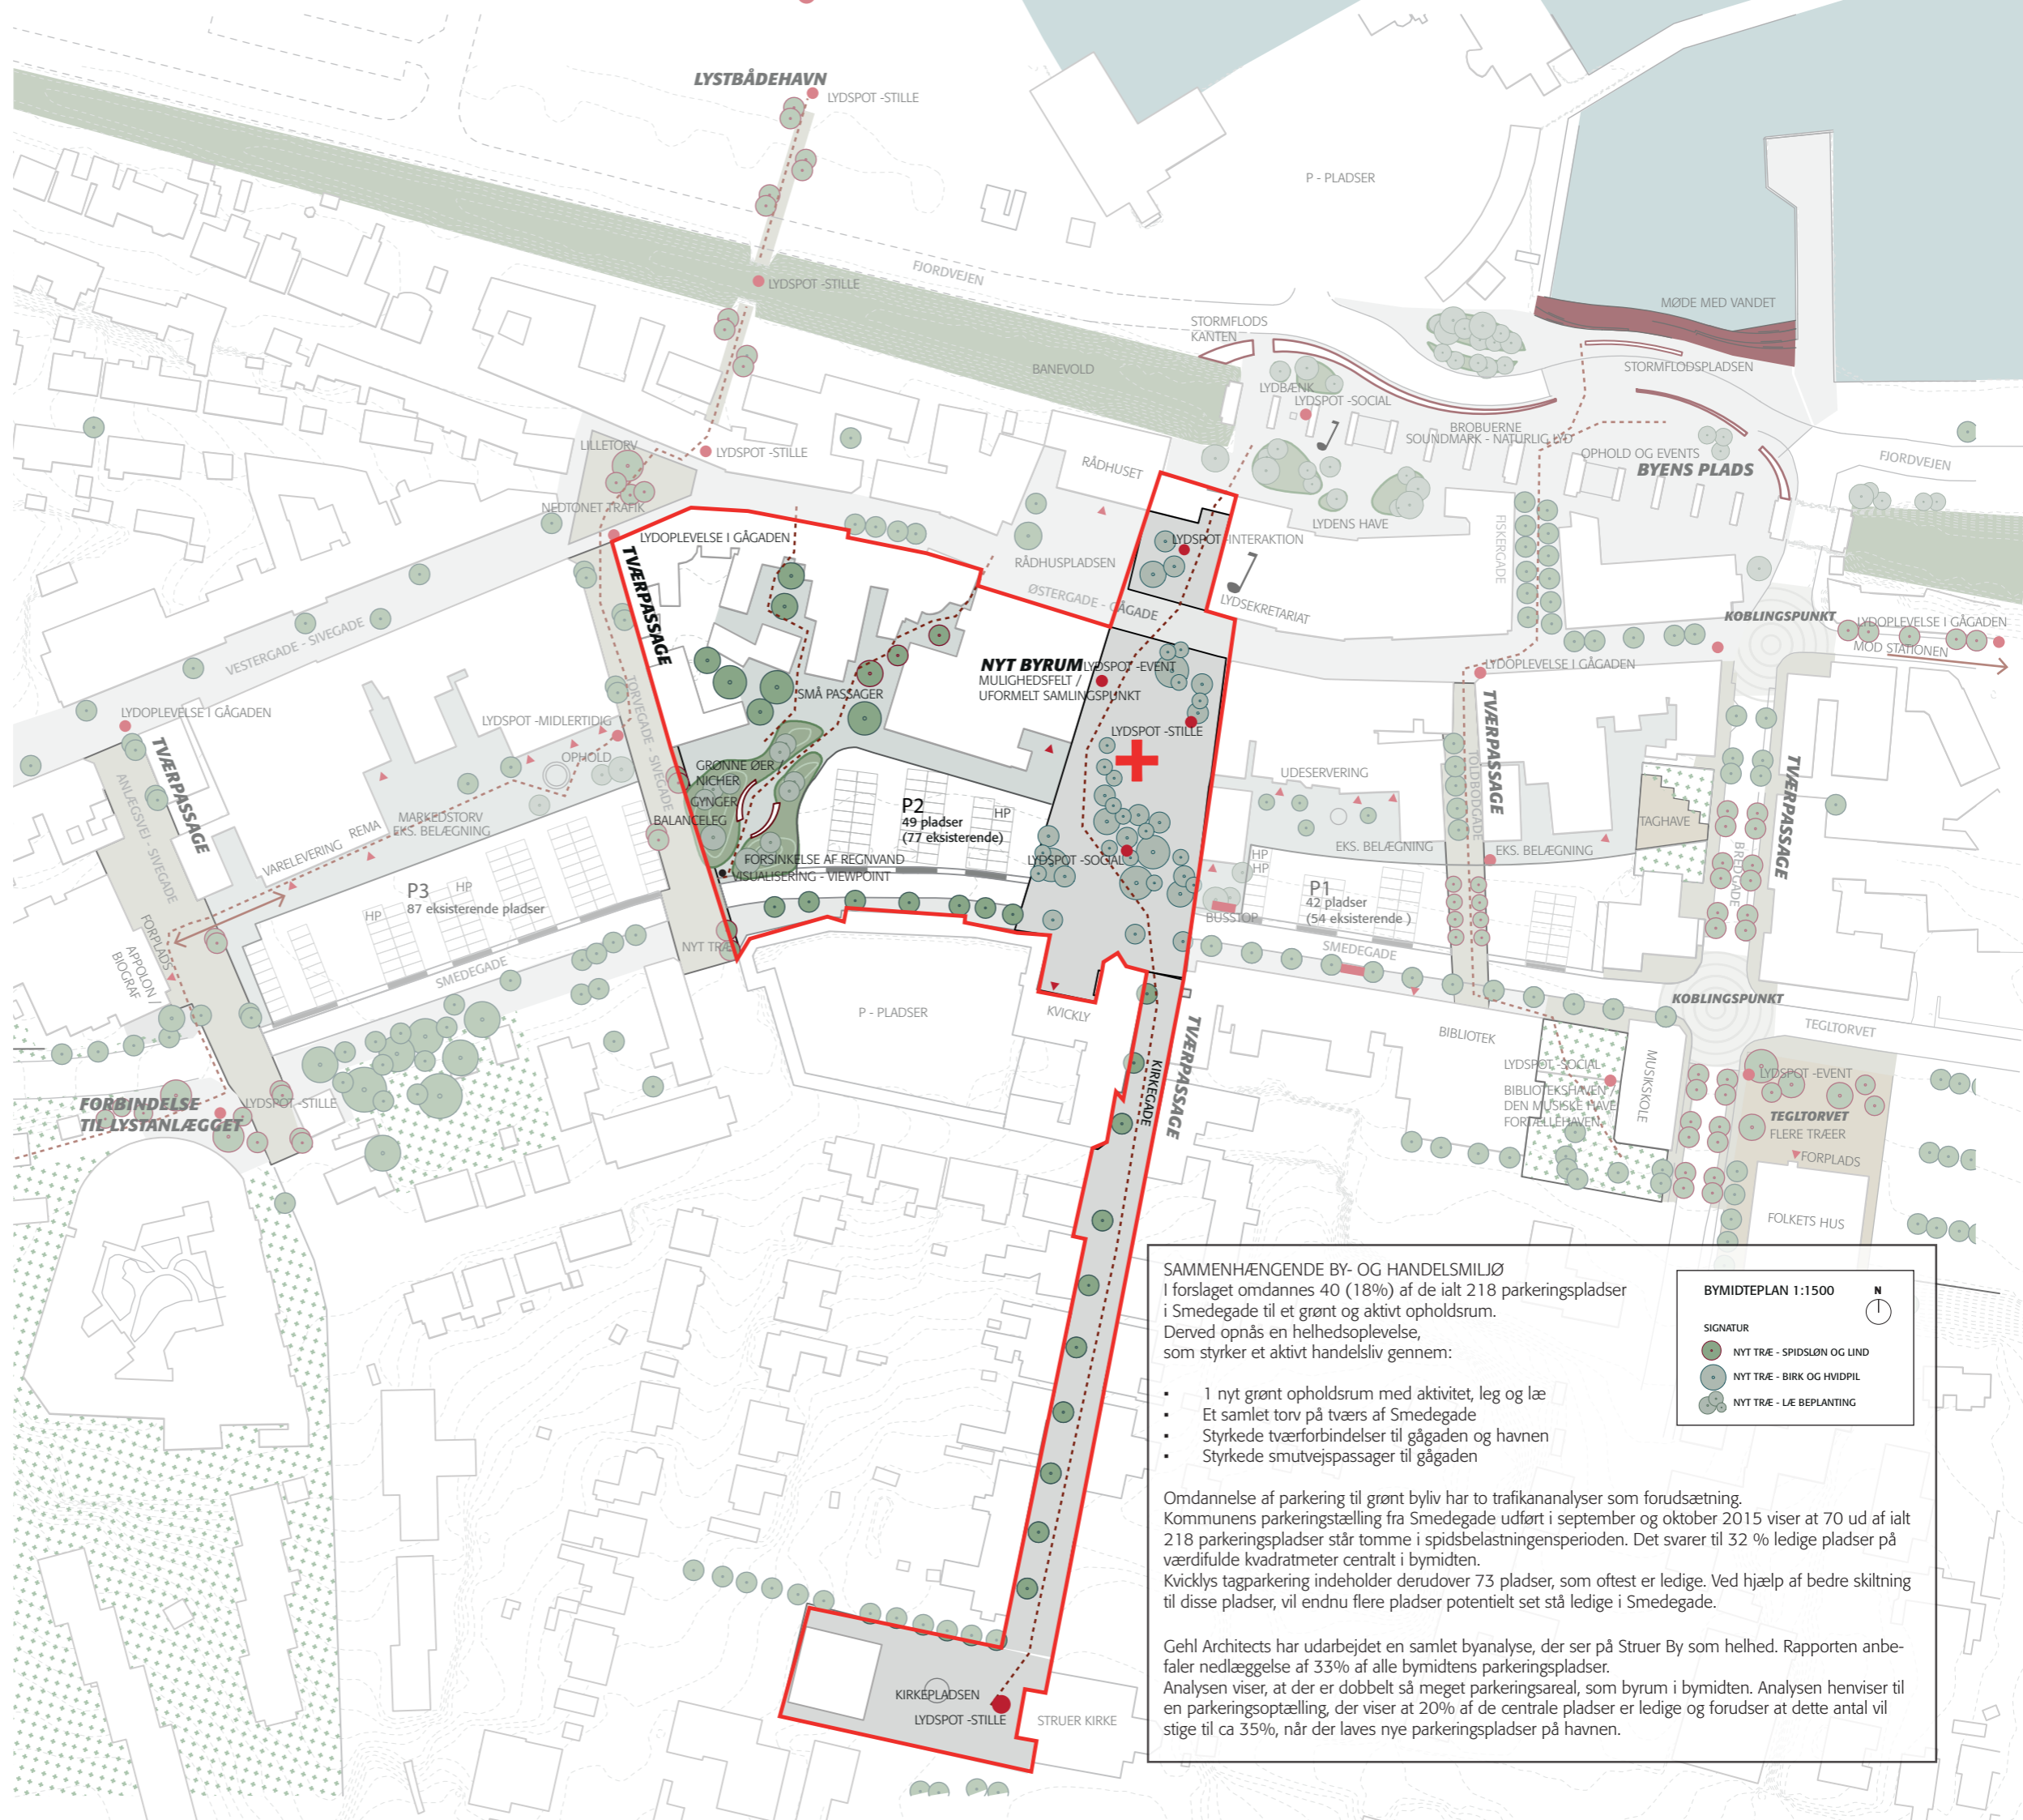 LYSTBÅDEHAVN
LYDSPOT -STILLE
P - PLADSER
FJORDVEJEN
LYDSPOT -STILLE
MØDE MED VANDET
STORMFLODS
KANTEN
BANEVOLD
STORMFLODSPLADSEN
LYDBÆNK
LYDSPOT -SOCIAL
BROBUERNE
SOUNDMARK - NATURLIG LYD
LILLETORV
LYDSPOT -STILLE
OPHOLD OG EVENTS
BYENS PLADS
FJORDVEJEN
RÅDHUSET
NEDTONET TRAFIK
LYDENS HAVE
FISKERGADE
LYDOPLEVELSE I GÅGADEN
LYDSPOT -INTERAKTION
RÅDHUSPLADSEN
TVÆRPASSAGE
ØSTERGADE - GÅGADE
LYDSEKRETARIAT
KOBLINGSPUNKT
LYDOPLEVELSE I GÅGADEN
MOD STATIONEN
VESTERGADE - SIVEGADE
NYT BYRUM
LYDSPOT -EVENT
MULIGHEDSFELT /
UFORMELT SAMLINGSPUNKT
LYDOPLEVELSE I GÅGADEN
SMÅ PASSAGER
LYDOPLEVELSE I GÅGADEN
LYDSPOT -MIDLERTIDIG
TORVEGADE - SIVEGADE
LYDSPOT -STILLE
TVÆRPASSAGE
TVÆRPASSAGE
TVÆRPASSAGE
ANLÆGSVEJ - SIVEGADE
OPHOLD
GRØNNE ØER /
NICHER
GYNGER
BALANCELEG
UDESERVERING
TOLDBODGADE
TAGHAVE
BREDGADE
P2
49 pladser
(77 eksisterende)
HP
MARKEDSTORV
EKS. BELÆGNING
VARELEVERING REMA
EKS. BELÆGNING
EKS. BELÆGNING
FORSINKELSE AF REGNVAND
VISUALISERING - VIEWPOINT
LYDSPOT -SOCIAL
HP
HP
P3
87 eksisterende pladser
HP
HP
P1
42 pladser
(54 eksisterende )
BUSSTOP
FORPLADS
APPOLON /
BIOGRAF
SMEDEGADE
NYT TRÆ
SMEDEGADE
P - PLADSER
KVICKLY
KOBLINGSPUNKT
TEGLTORVET
BIBLIOTEK
TVÆRPASSAGE
KIRKEGADE
MUSIKSKOLE
LYDSPOT -SOCIAL
BIBLIOTEKSHAVEN /
DEN MUSISKE HAVE
FORTÆLLEHAVEN
LYDSPOT -EVENT
TEGLTORVET
FLERE TRÆER
FORPLADS
FOLKETS HUS
FORBINDELSE
TIL LYSTANLÆGGET
LYDSPOT -STILLE
SAMMENHÆNGENDE BY- OG HANDELSMILJØ
I forslaget omdannes 40 (18%) af de ialt 218 parkeringspladser
i Smedegade til et grønt og aktivt opholdsrum.
Derved opnås en helhedsoplevelse,
som styrker et aktivt handelsliv gennem:
▪ 1 nyt grønt opholdsrum med aktivitet, leg og læ
▪ Et samlet torv på tværs af Smedegade
▪ Styrkede tværforbindelser til gågaden og havnen
▪ Styrkede smutvejspassager til gågaden
Omdannelse af parkering til grønt byliv har to trafikananalyser som forudsætning.
Kommunens parkeringstælling fra Smedegade udført i september og oktober 2015 viser at 70 ud af ialt
218 parkeringspladser står tomme i spidsbelastningensperioden. Det svarer til 32 % ledige pladser på
værdifulde kvadratmeter centralt i bymidten.
Kvicklys tagparkering indeholder derudover 73 pladser, som oftest er ledige. Ved hjælp af bedre skiltning
til disse pladser, vil endnu flere pladser potentielt set stå ledige i Smedegade.
Gehl Architects har udarbejdet en samlet byanalyse, der ser på Struer By som helhed. Rapporten anbe-
faler nedlæggelse af 33% af alle bymidtens parkeringspladser.
Analysen viser, at der er dobbelt så meget parkeringsareal, som byrum i bymidten. Analysen henviser til
en parkeringsoptælling, der viser at 20% af de centrale pladser er ledige og forudser at dette antal vil
stige til ca 35%, når der laves nye parkeringspladser på havnen.
BYMIDTEPLAN 1:1500
N
SIGNATUR
NYT TRÆ - SPIDSLØN OG LIND
NYT TRÆ - BIRK OG HVIDPIL
NYT TRÆ - LÆ BEPLANTING
KIRKEPLADSEN
LYDSPOT -STILLE
STRUER KIRKE